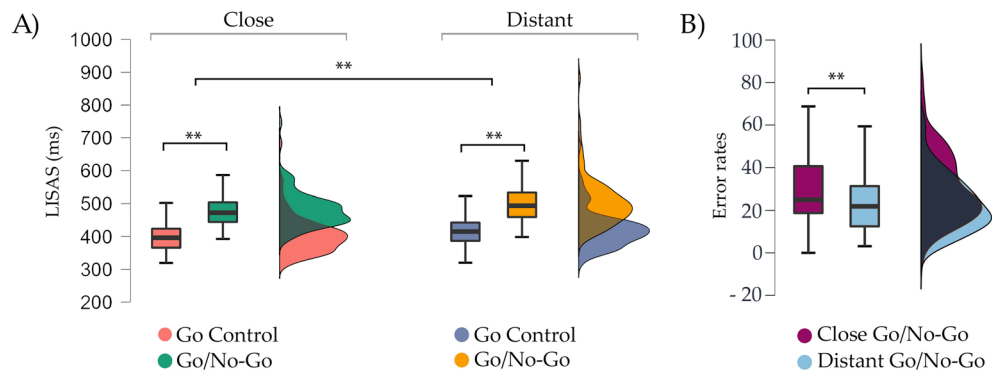 A)
Close
Distant
LISAS (ms)
1000
900
800
700
600
500
400
300
200
**
**
**
Go Control
Go/No-Go
Go Control
Go/No-Go
B)
Error rates
100
80
60
40
20
0
- 20
**
Close Go/No-Go
Distant Go/No-Go